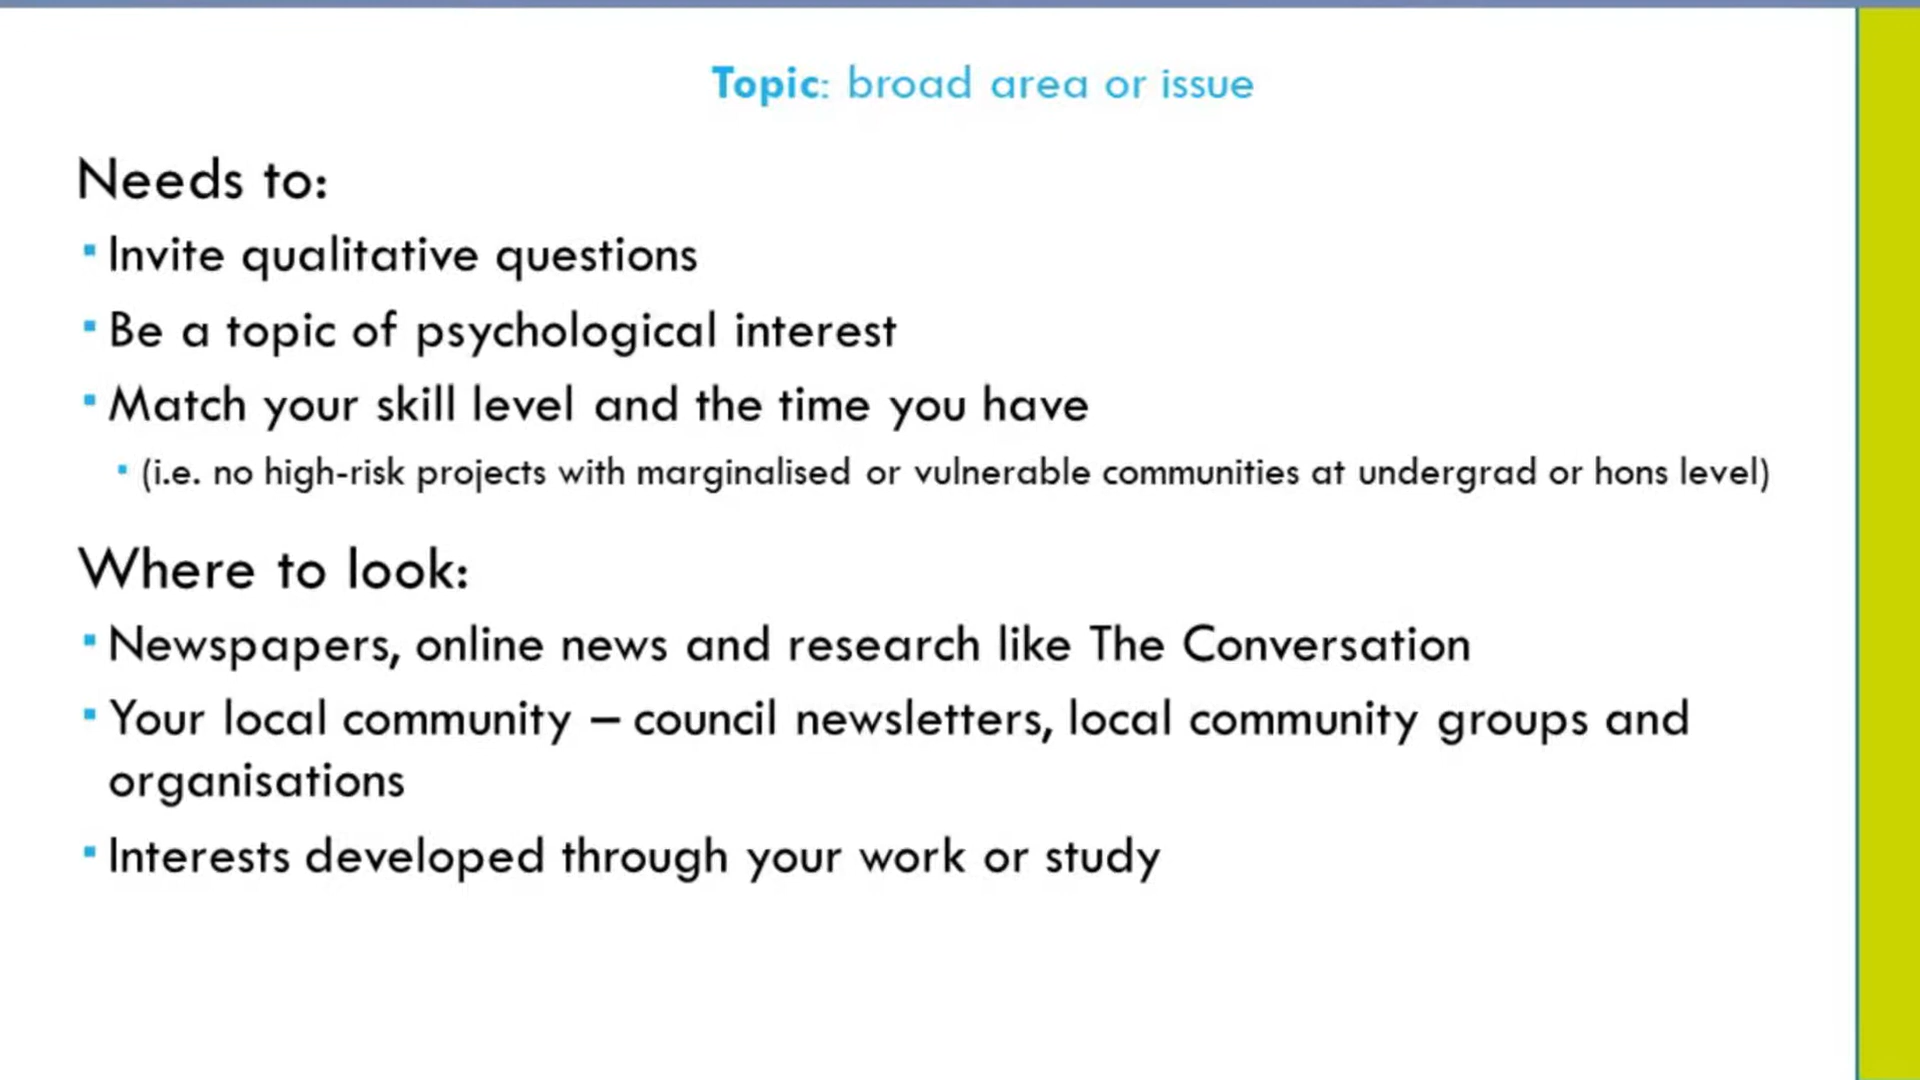 Topic: broad area or issue
Needs to:
Invite qualitative questions
Be a topic of psychological interest
Match your skill level and the time you have
(i.e. no high-risk projects with marginalised or vulnerable communities at undergrad or hons level)
Where to look:
Newspapers, online news and research like The Conversation
Your local community – council newsletters, local community groups and
organisations
Interests developed through your work or study